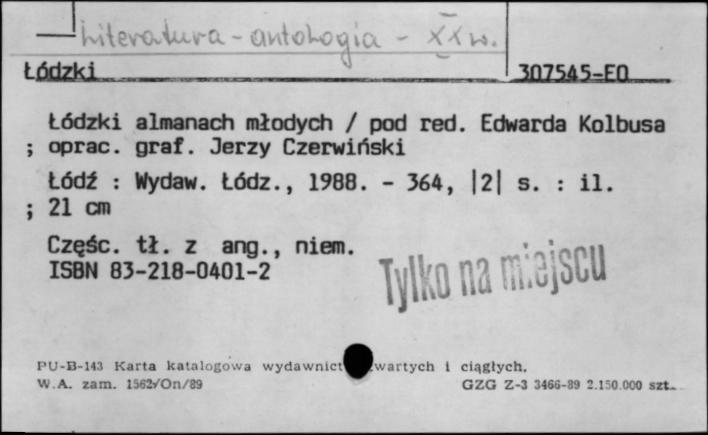 Literatura - antologia - XX w.
Łódzki 307545-EO
Łódzki almanach młodych / pod red. Edwarda Kolbusa
; oprac. graf. Jerzy Czerwiński
Łódź : Wydaw. Łódz., 1988. - 364, |2| s. : il.
; 21 cm
Częśc. tł. z ang., niem.
ISBN 83-218-0401-2
Tylko na miejscu
PU-B-143 Karta katalogowa wydawnict wartych i ciągłych.
W.A. zam. 1562/On/89 GZG Z-3 3466-89 2.150.000 szt.